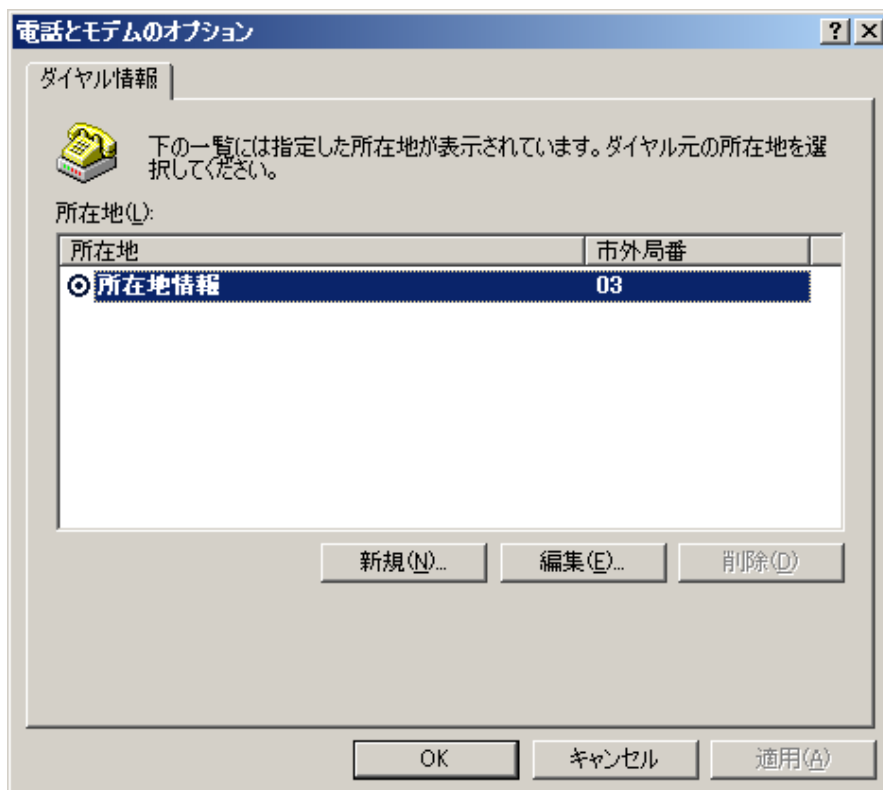 電話とモデムのオプション
ダイヤル情報
下の一覧には指定した所在地が表示されています。ダイヤル元の所在地を選
択してください。
所在地(L):
所在地 市外局番
所在地情報 03
新規(N)... 編集(E)... 削除(D)
OK キャンセル 適用(A)